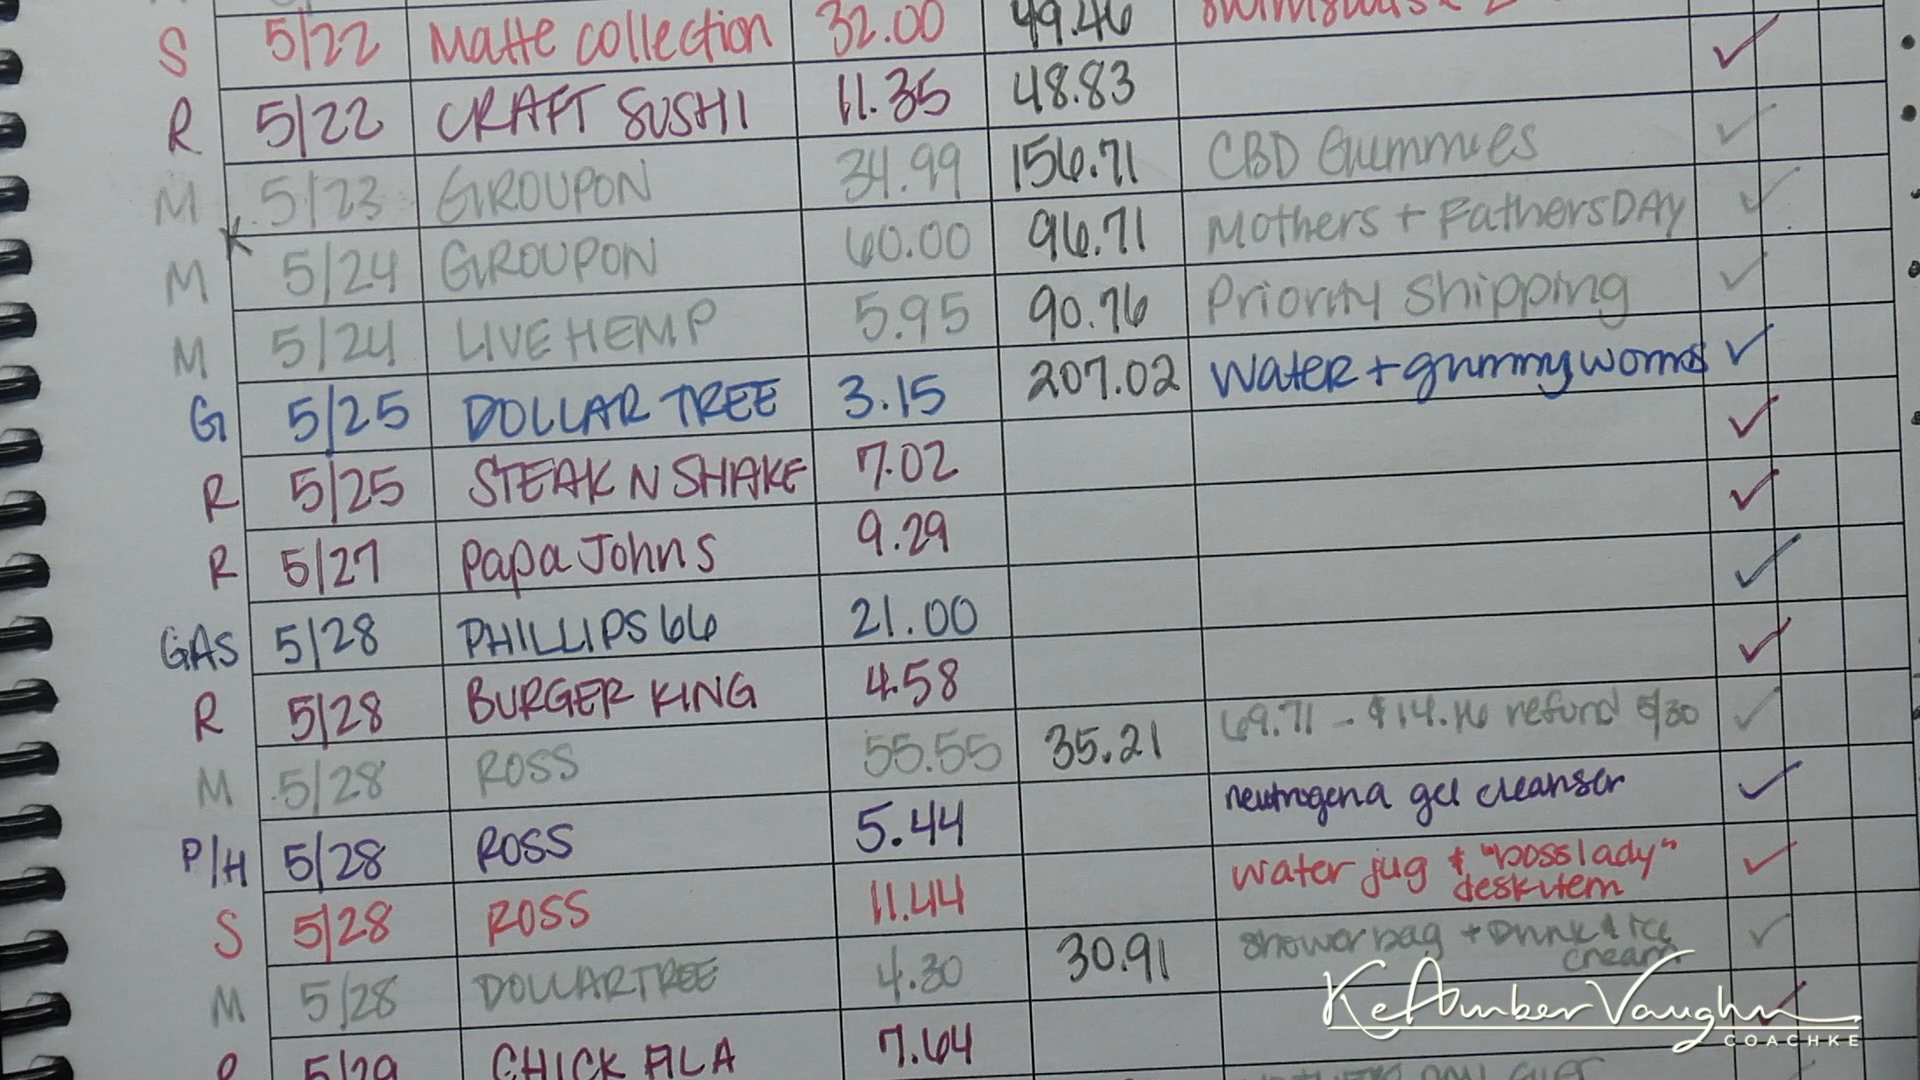 S 5/22 Matte collection 32.00 49.46
R 5/22 CRAFT SUSHI 11.35 48.83
M 5/23 GROUPON 34.99 156.71 CBD Gummies
M 5/24 GROUPON 60.00 96.71 Mothers + FathersDAY
M 5/24 LIVE HEMP 5.95 90.76 Priority Shipping
G 5/25 DOLLAR TREE 3.15 207.02 Water + gummy worms
R 5/25 STEAK N SHAKE 7.02
R 5/27 Papa Johns 9.29
GAS 5/28 PHILLIPS 66 21.00
R 5/28 BURGER KING 4.58
M 5/28 ROSS 55.55 35.21 69.71 - $14.16 refund 5/30
P/H 5/28 ROSS 5.44 neutrogena gel cleanser
S 5/28 ROSS 11.44 water jug & "boss lady"
desk item
M 5/28 DOLLAR TREE 4.30 30.91 shower bag + Drink & Ice
cream
5/29 CHICK FIL A 7.64
KeAmber Vaughn
COACHKE